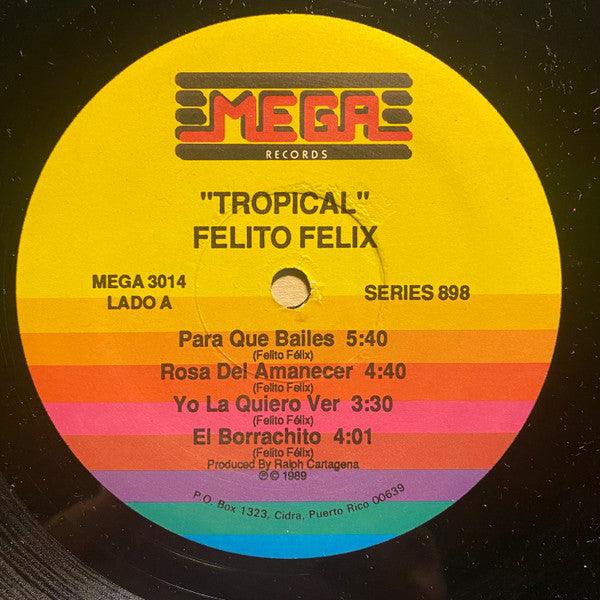 MEGA
RECORDS
"TROPICAL"
FELITO FELIX
MEGA 3014
LADO A
SERIES 898
Para Que Bailes 5:40
(Felito Félix)
Rosa Del Amanecer 4:40
(Felito Felix)
Yo La Quiero Ver 3:30
(Felito Félix)
El Borrachito 4:01
(Felito Félix)
Produced By Ralph Cartagena
℗ © 1989
P.O. Box 1323, Cidra, Puerto Rico 00639